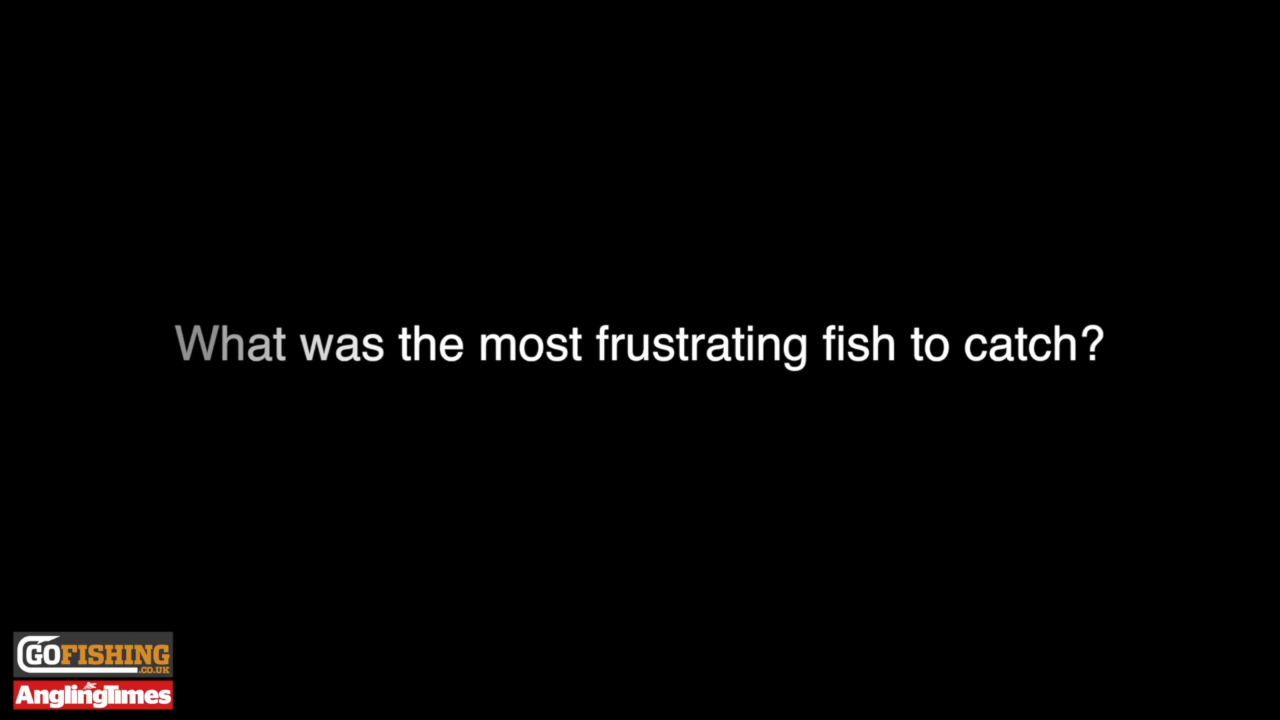 What was the most frustrating fish to catch?
GOFISHING
.CO.UK
AnglingTimes